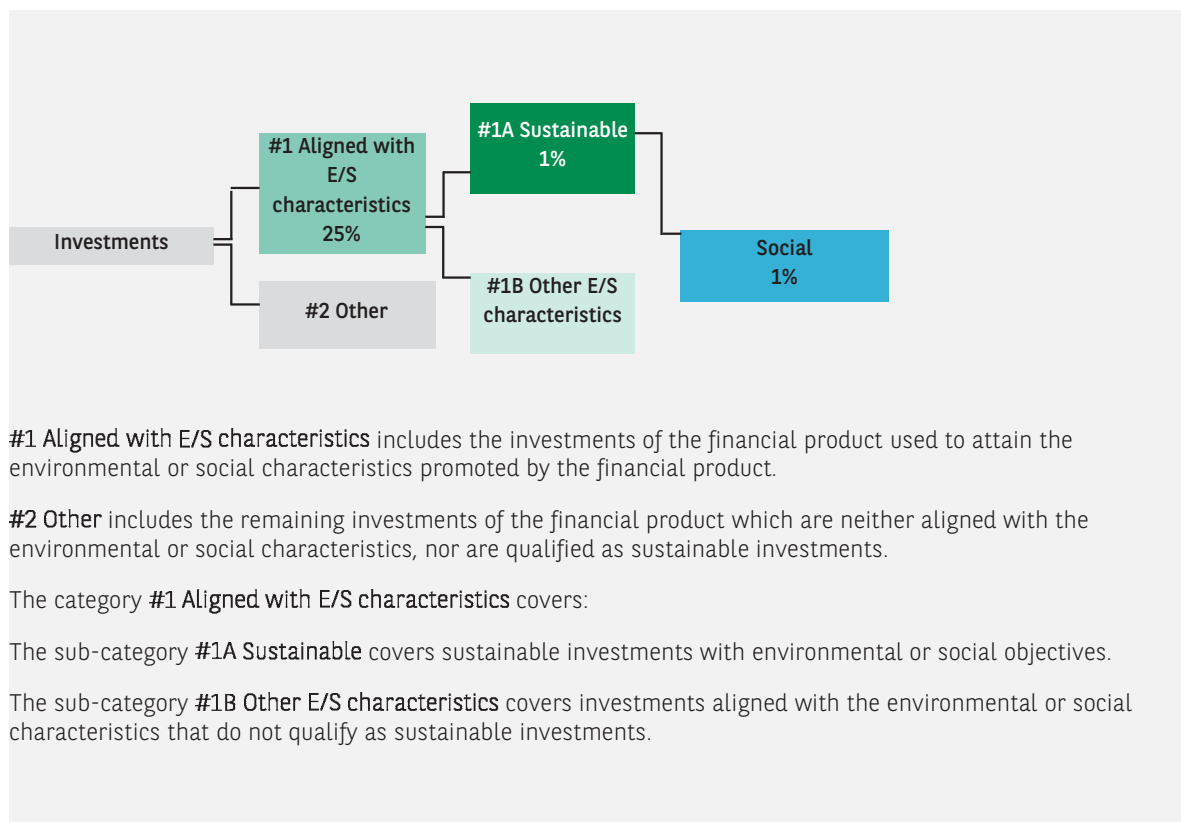 #1A Sustainable
1%
#1 Aligned with
E/S
characteristics
25%
Investments
Social
1%
#1B Other E/S
characteristics
#2 Other
#1 Aligned with E/S characteristics includes the investments of the financial product used to attain the
environmental or social characteristics promoted by the financial product.
#2 Other includes the remaining investments of the financial product which are neither aligned with the
environmental or social characteristics, nor are qualified as sustainable investments.
The category #1 Aligned with E/S characteristics covers:
The sub-category #1A Sustainable covers sustainable investments with environmental or social objectives.
The sub-category #1B Other E/S characteristics covers investments aligned with the environmental or social
characteristics that do not qualify as sustainable investments.